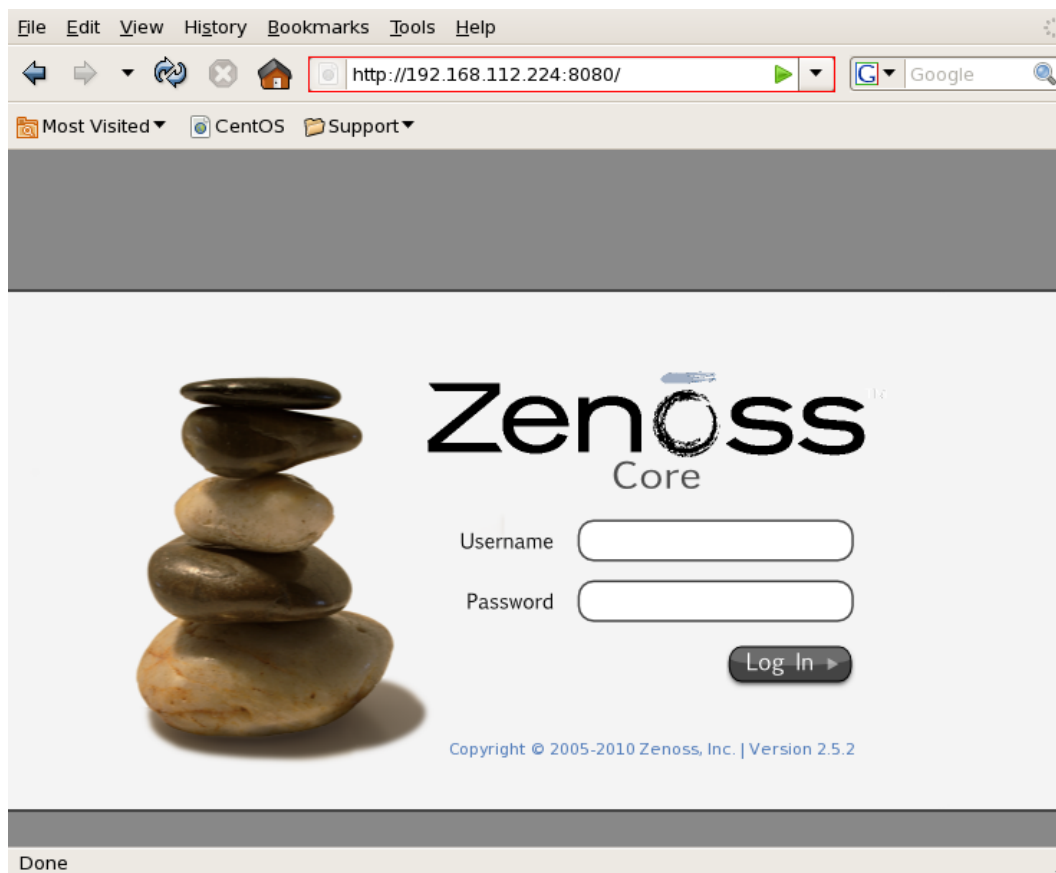 File Edit View History Bookmarks Tools Help
http://192.168.112.224:8080/ G Google
Most Visited CentOS Support
Zenōss
Core
Username
Password
Log In
Copyright © 2005-2010 Zenoss, Inc. | Version 2.5.2
Done